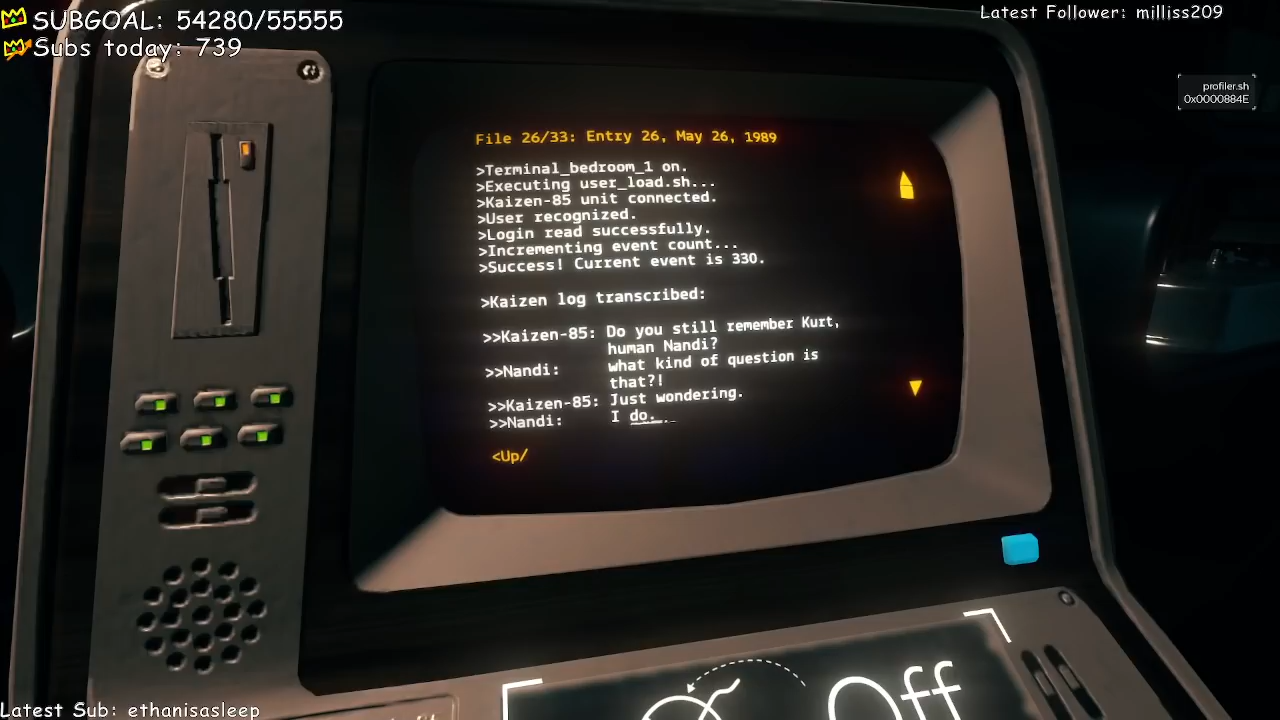 SUBGOAL: 54280/55555
Subs today: 739
Latest Follower: milliss209
profiler.sh
0x0000884E
File 26/33: Entry 26, May 26, 1989
>Terminal_bedroom_1 on.
>Executing user_load.sh...
>Kaizen-85 unit connected.
>User recognized.
>Login read successfully.
>Incrementing event count...
>Success! Current event is 330.
>Kaizen log transcribed:
>>Kaizen-85: Do you still remember Kurt,
human Nandi?
>>Nandi: what kind of question is
that?!
>>Kaizen-85: Just wondering.
>>Nandi: I do...
<Up/
Off
Latest Sub: ethanisasleep